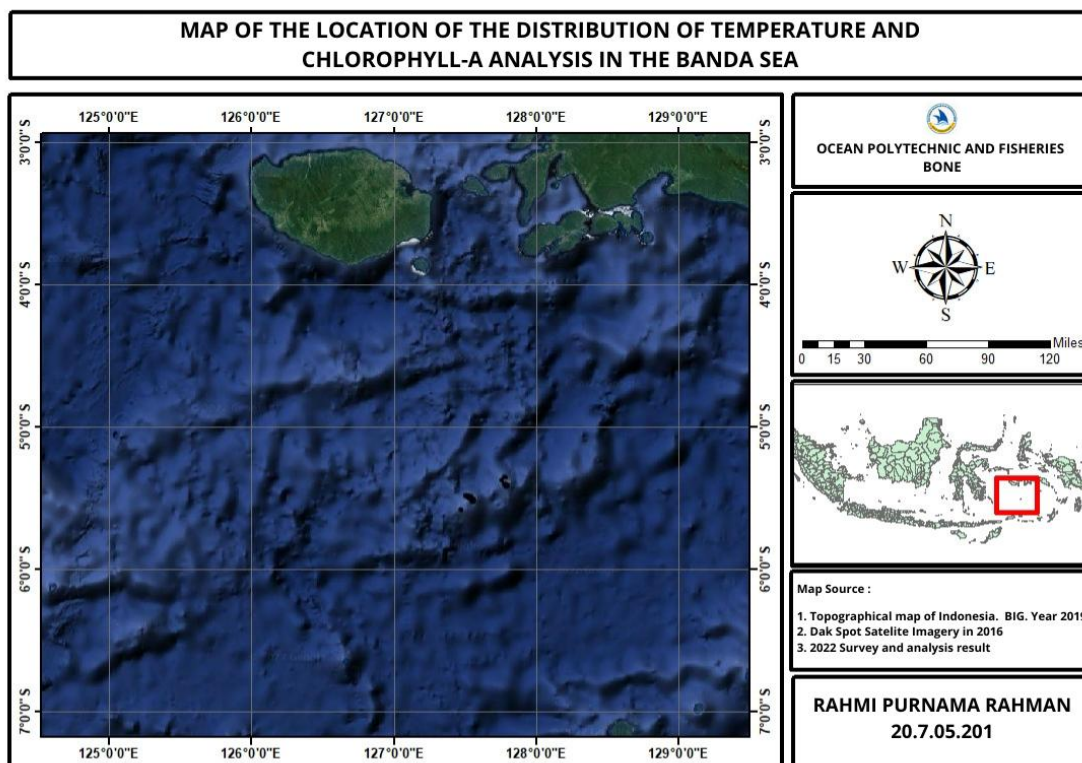 MAP OF THE LOCATION OF THE DISTRIBUTION OF TEMPERATURE AND
CHLOROPHYLL-A ANALYSIS IN THE BANDA SEA
125°0'0"E 126°0'0"E 127°0'0"E 128°0'0"E 129°0'0"E
3°0'0"S 3°0'0"S
4°0'0"S 4°0'0"S
5°0'0"S 5°0'0"S
6°0'0"S 6°0'0"S
7°0'0"S 7°0'0"S
125°0'0"E 126°0'0"E 127°0'0"E 128°0'0"E 129°0'0"E
OCEAN POLYTECHNIC AND FISHERIES
BONE
N
W E
S
Miles
0 15 30 60 90 120
Map Source :
1. Topographical map of Indonesia. BIG. Year 2019
2. Dak Spot Satelite Imagery in 2016
3. 2022 Survey and analysis result
RAHMI PURNAMA RAHMAN
20.7.05.201